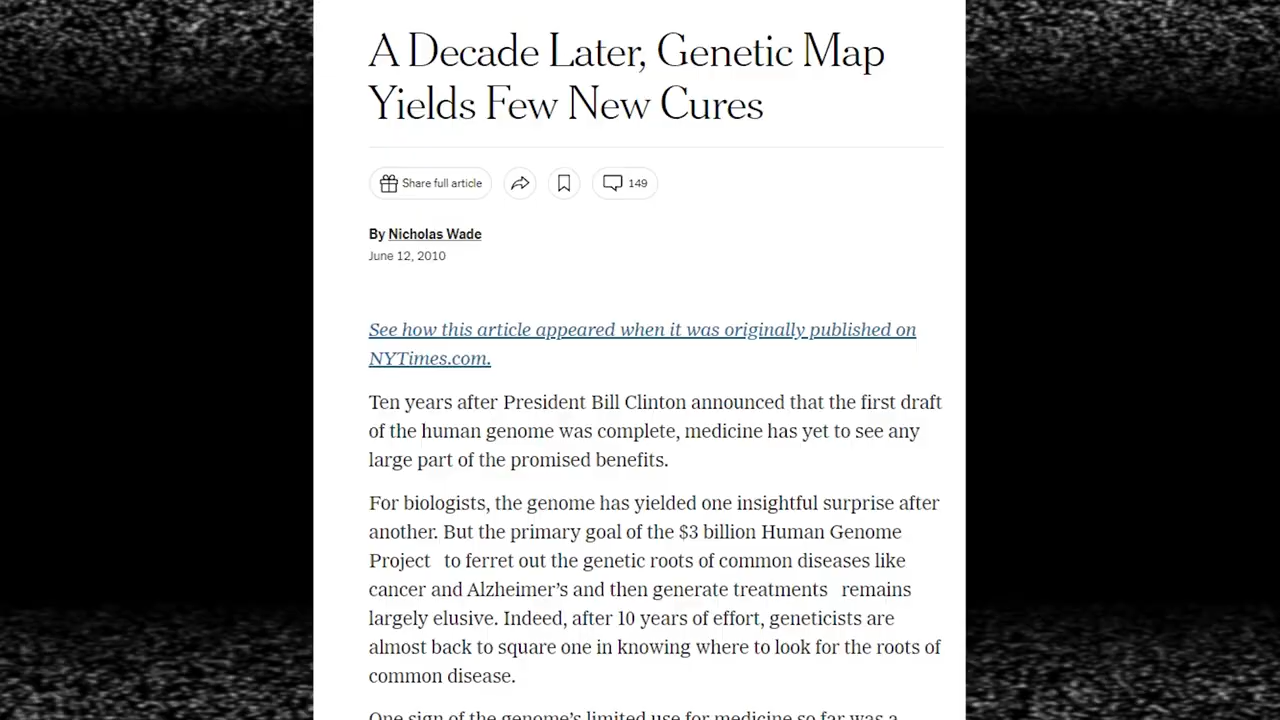 A Decade Later, Genetic Map
Yields Few New Cures
Share full article
149
By Nicholas Wade
June 12, 2010
See how this article appeared when it was originally published on
NYTimes.com.
Ten years after President Bill Clinton announced that the first draft
of the human genome was complete, medicine has yet to see any
large part of the promised benefits.
For biologists, the genome has yielded one insightful surprise after
another. But the primary goal of the $3 billion Human Genome
Project to ferret out the genetic roots of common diseases like
cancer and Alzheimer’s and then generate treatments remains
largely elusive. Indeed, after 10 years of effort, geneticists are
almost back to square one in knowing where to look for the roots of
common disease.
One sign of the genome’s limited use for medicine so far was a